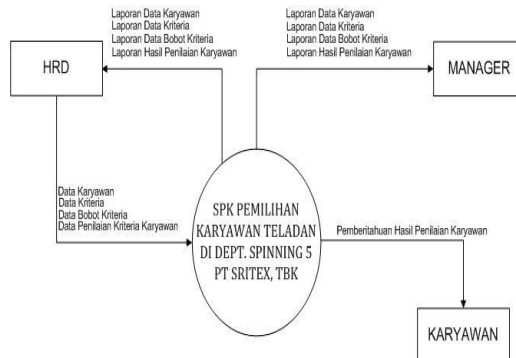 Laporan Data Karyawan
Laporan Data Kriteria
Laporan Data Bobot Kriteria
Laporan Hasil Penilaian Karyawan
Laporan Data Karyawan
Laporan Data Kriteria
Laporan Data Bobot Kriteria
Laporan Hasil Penilaian Karyawan
HRD
MANAGER
Data Karyawan
Data Kriteria
Data Bobot Kriteria
Data Penilaian Kriteria Karyawan
SPK PEMILIHAN
KARYAWAN TELADAN
DI DEPT. SPINNING 5
PT SRITEX, TBK
Pemberitahuan Hasil Penilaian Karyawan
KARYAWAN